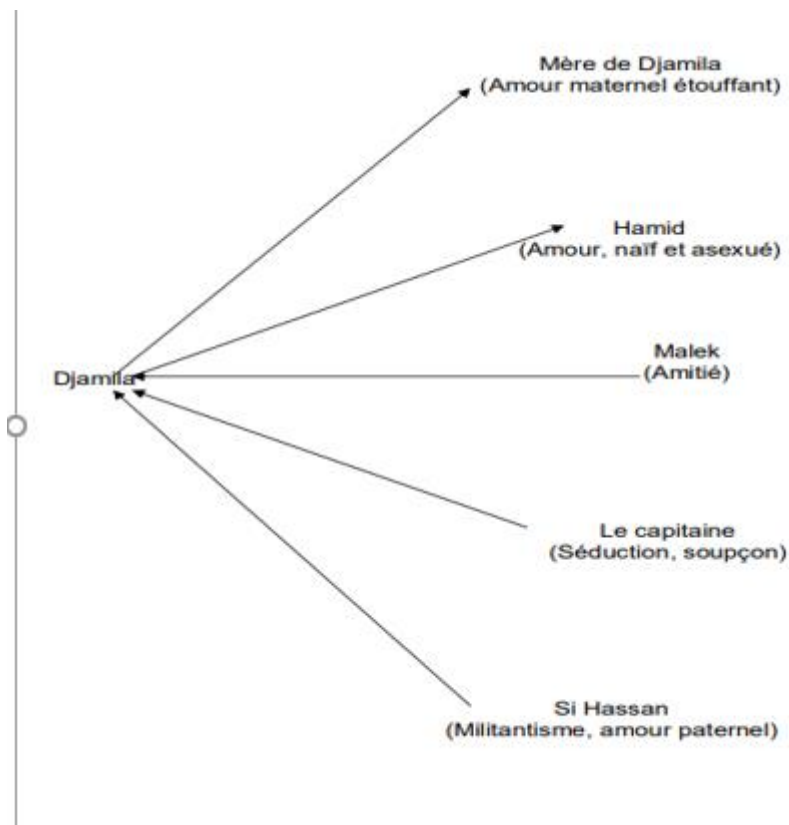 Mère de Djamila
(Amour maternel étouffant)
Hamid
(Amour, naïf et asexué)
Malek
(Amitié)
Djamila
Le capitaine
(Séduction, soupçon)
Si Hassan
(Militantisme, amour paternel)